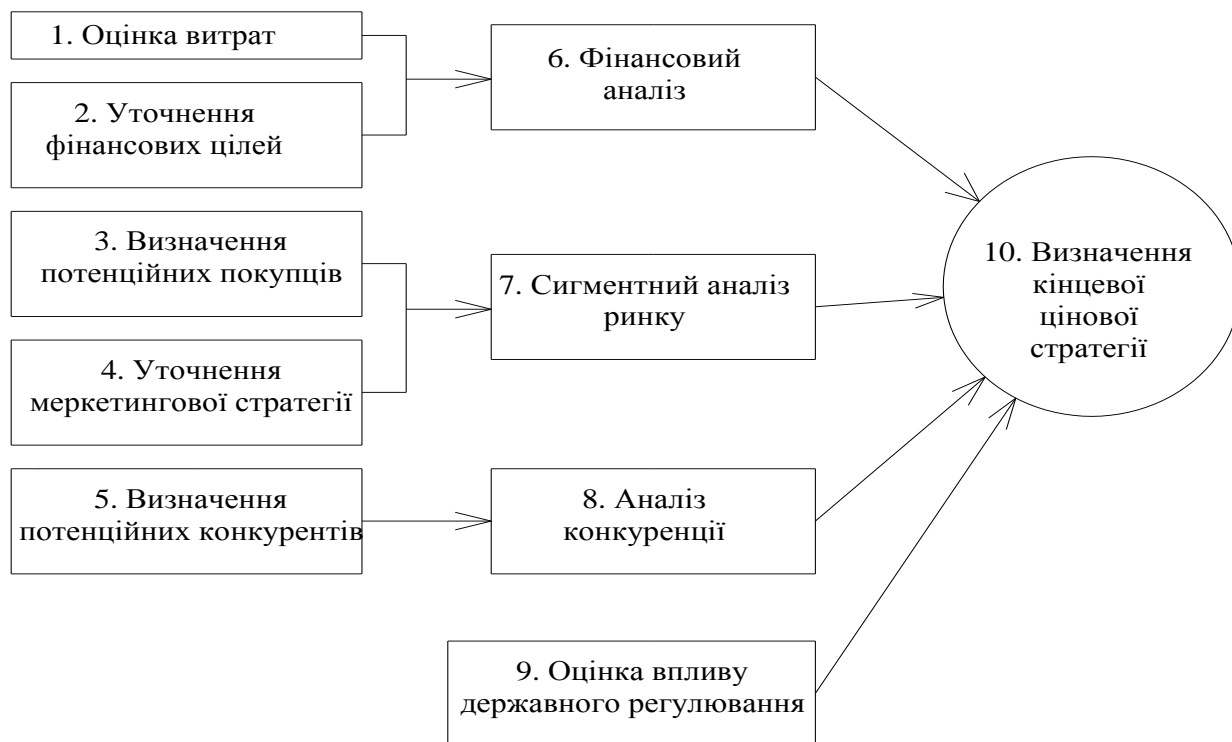 1. Оцінка витрат
2. Уточнення
фінансових цілей
3. Визначення
потенційних покупців
4. Уточнення
меркетингової стратегії
5. Визначення
потенційних конкурентів
6. Фінансовий
аналіз
7. Сигментний аналіз
ринку
8. Аналіз
конкуренції
9. Оцінка впливу
державного регулювання
10. Визначення
кінцевої
цінової
стратегії